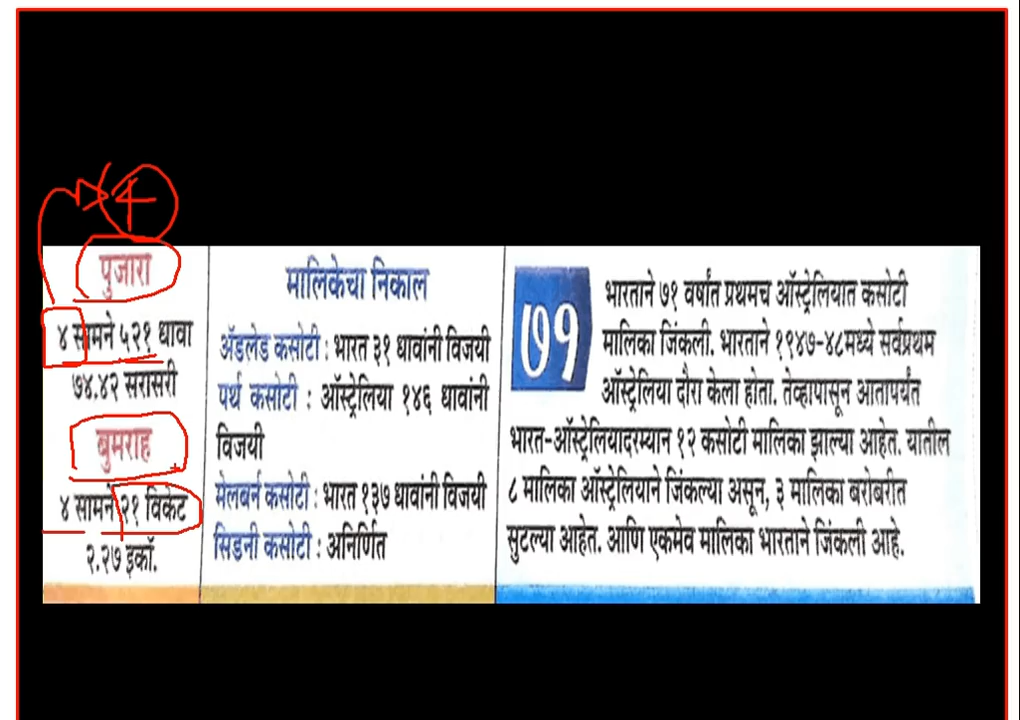 4
पुजारा
४ सामने ५२१ धावा
७४.४२ सरासरी
बुमराह
४ सामने २१ विकेट
२.२७ इकॉ.
मालिकेचा निकाल
ॲडलेड कसोटी : भारत ३१ धावांनी विजयी
पर्थ कसोटी : ऑस्ट्रेलिया १४६ धावांनी
विजयी
मेलबर्न कसोटी : भारत १३७ धावांनी विजयी
सिडनी कसोटी : अनिर्णित
७१
भारताने ७१ वर्षांत प्रथमच ऑस्ट्रेलियात कसोटी
मालिका जिंकली. भारताने १९४७-४८मध्ये सर्वप्रथम
ऑस्ट्रेलिया दौरा केला होता. तेव्हापासून आतापर्यंत
भारत-ऑस्ट्रेलियादरम्यान १२ कसोटी मालिका झाल्या आहेत. यातील
८ मालिका ऑस्ट्रेलियाने जिंकल्या असून, ३ मालिका बरोबरीत
सुटल्या आहेत. आणि एकमेव मालिका भारताने जिंकली आहे.